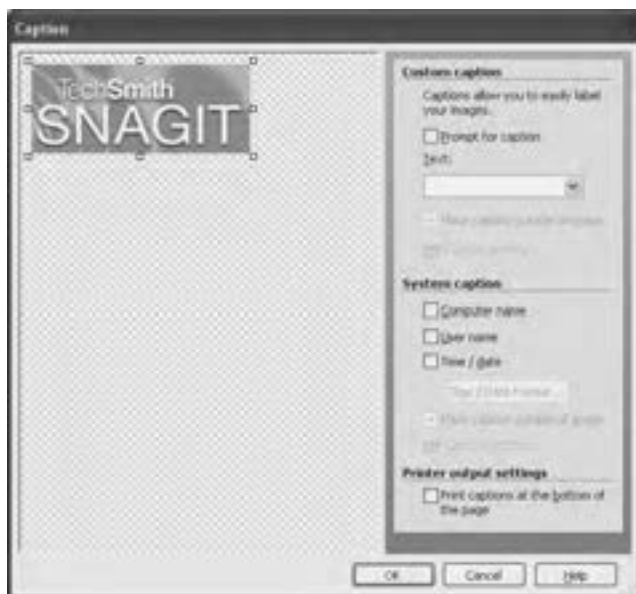 Caption
TechSmith
SNAGIT
Custom caption
Captions allow you to easily label
your images.
Prompt for caption
Text:
System caption
Computer name
User name
Time / date
Printer output settings
Print captions at the bottom of
the page
OK
Cancel
Help